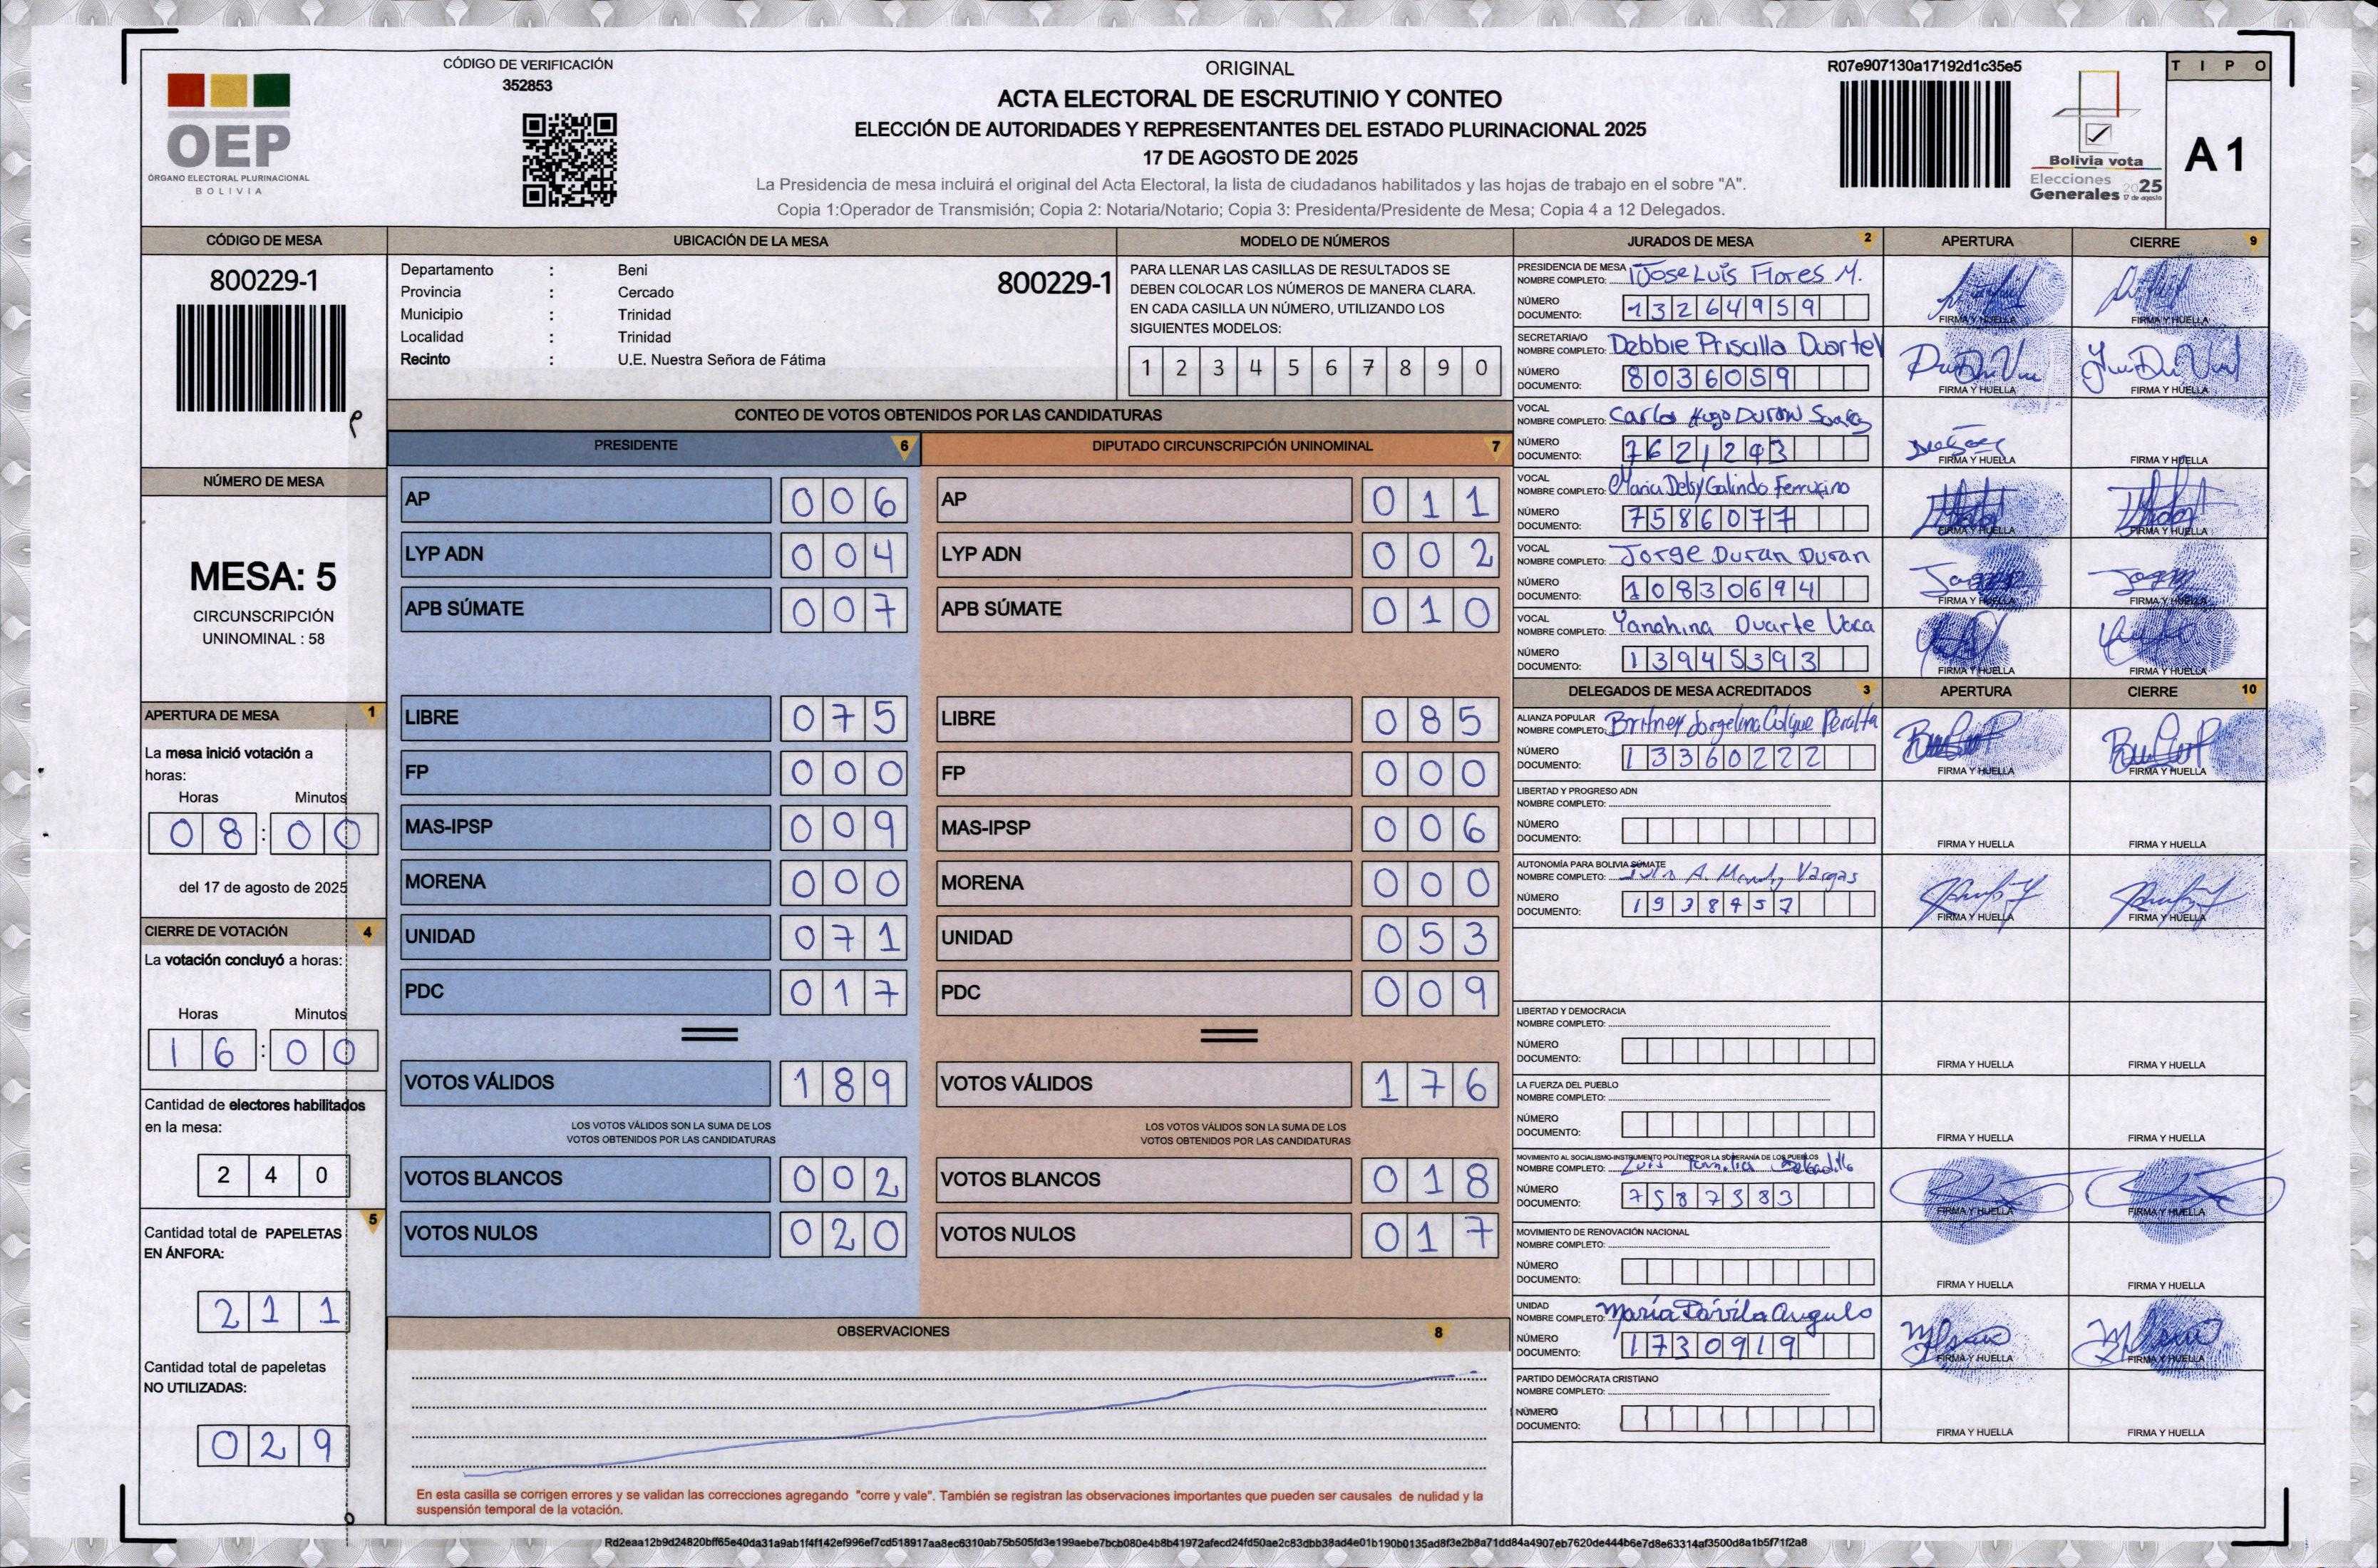 CÓDIGO DE VERIFICACIÓN
352853
OEP
ÓRGANO ELECTORAL PLURINACIONAL
BOLIVIA
ORIGINAL
ACTA ELECTORAL DE ESCRUTINIO Y CONTEO
ELECCIÓN DE AUTORIDADES Y REPRESENTANTES DEL ESTADO PLURINACIONAL 2025
17 DE AGOSTO DE 2025
La Presidencia de mesa incluirá el original del Acta Electoral, la lista de ciudadanos habilitados y las hojas de trabajo en el sobre "A".
Copia 1:Operador de Transmisión; Copia 2: Notaria/Notario; Copia 3: Presidenta/Presidente de Mesa; Copia 4 a 12 Delegados.
R07e907130a17192d1c35e5
Bolivia vota
Elecciones
Generales 2025
17 de agosto
TIPO
A 1
CÓDIGO DE MESA
800229-1
NÚMERO DE MESA
MESA: 5
CIRCUNSCRIPCIÓN
UNINOMINAL : 58
APERTURA DE MESA 1
La mesa inició votación a
horas:
Horas Minutos
08:00
del 17 de agosto de 2025
CIERRE DE VOTACIÓN 4
La votación concluyó a horas:
Horas Minutos
16:00
Cantidad de electores habilitados
en la mesa:
240
5
Cantidad total de PAPELETAS
EN ÁNFORA:
211
Cantidad total de papeletas
NO UTILIZADAS:
029
UBICACIÓN DE LA MESA
Departamento : Beni
800229-1
Provincia : Cercado
Municipio : Trinidad
Localidad : Trinidad
Recinto : U.E. Nuestra Señora de Fátima
MODELO DE NÚMEROS
PARA LLENAR LAS CASILLAS DE RESULTADOS SE
DEBEN COLOCAR LOS NÚMEROS DE MANERA CLARA.
EN CADA CASILLA UN NÚMERO, UTILIZANDO LOS
SIGUIENTES MODELOS:
1 2 3 4 5 6 7 8 9 0
CONTEO DE VOTOS OBTENIDOS POR LAS CANDIDATURAS
PRESIDENTE 6
AP 006
LYP ADN 004
APB SÚMATE 007
LIBRE 075
FP 000
MAS-IPSP 009
MORENA 000
UNIDAD 071
PDC 017
VOTOS VÁLIDOS 189
LOS VOTOS VÁLIDOS SON LA SUMA DE LOS
VOTOS OBTENIDOS POR LAS CANDIDATURAS
VOTOS BLANCOS 002
VOTOS NULOS 020
DIPUTADO CIRCUNSCRIPCIÓN UNINOMINAL 7
AP 011
LYP ADN 002
APB SÚMATE 010
LIBRE 085
FP 000
MAS-IPSP 006
MORENA 000
UNIDAD 053
PDC 009
VOTOS VÁLIDOS 176
LOS VOTOS VÁLIDOS SON LA SUMA DE LOS
VOTOS OBTENIDOS POR LAS CANDIDATURAS
VOTOS BLANCOS 018
VOTOS NULOS 017
OBSERVACIONES 8
En esta casilla se corrigen errores y se validan las correcciones agregando "corre y vale". También se registran las observaciones importantes que pueden ser causales de nulidad y la
suspensión temporal de la votación.
JURADOS DE MESA 2 APERTURA CIERRE 9
PRESIDENCIA DE MESA
NOMBRE COMPLETO: Jose Luis Flores M.
NÚMERO
DOCUMENTO: 13264959
FIRMA Y HUELLA FIRMA Y HUELLA
SECRETARIA/O
NOMBRE COMPLETO: Debbie Priscilla Duarte V
NÚMERO
DOCUMENTO: 8036059
FIRMA Y HUELLA FIRMA Y HUELLA
VOCAL
NOMBRE COMPLETO: Carlos Hugo Duran
NÚMERO
DOCUMENTO: 7621243
FIRMA Y HUELLA FIRMA Y HUELLA
VOCAL
NOMBRE COMPLETO: Maria Delsy Galindo Ferrufino
NÚMERO
DOCUMENTO: 7586077
FIRMA Y HUELLA FIRMA Y HUELLA
VOCAL
NOMBRE COMPLETO: Jorge Duran Duran
NÚMERO
DOCUMENTO: 10830694
FIRMA Y HUELLA FIRMA Y HUELLA
VOCAL
NOMBRE COMPLETO: Yanahina Duarte Vaca
NÚMERO
DOCUMENTO: 13945393
FIRMA Y HUELLA FIRMA Y HUELLA
DELEGADOS DE MESA ACREDITADOS 3 APERTURA CIERRE 10
ALIANZA POPULAR
NOMBRE COMPLETO: Britney Jorgelina Colque Peralta
NÚMERO
DOCUMENTO: 13360222
FIRMA Y HUELLA FIRMA Y HUELLA
LIBERTAD Y PROGRESO ADN
NOMBRE COMPLETO:
NÚMERO
DOCUMENTO:
FIRMA Y HUELLA FIRMA Y HUELLA
AUTONOMÍA PARA BOLIVIA SÚMATE
NOMBRE COMPLETO: A. Vargas
NÚMERO
DOCUMENTO: 1938457
FIRMA Y HUELLA FIRMA Y HUELLA
LIBERTAD Y DEMOCRACIA
NOMBRE COMPLETO:
NÚMERO
DOCUMENTO:
FIRMA Y HUELLA FIRMA Y HUELLA
LA FUERZA DEL PUEBLO
NOMBRE COMPLETO:
NÚMERO
DOCUMENTO:
FIRMA Y HUELLA FIRMA Y HUELLA
MOVIMIENTO AL SOCIALISMO-INSTRUMENTO POLÍTICO POR LA SOBERANÍA DE LOS PUEBLOS
NOMBRE COMPLETO: Luis
NÚMERO
DOCUMENTO: 7587383
FIRMA Y HUELLA FIRMA Y HUELLA
MOVIMIENTO DE RENOVACIÓN NACIONAL
NOMBRE COMPLETO:
NÚMERO
DOCUMENTO:
FIRMA Y HUELLA FIRMA Y HUELLA
UNIDAD
NOMBRE COMPLETO: María Dávila Angulo
NÚMERO
DOCUMENTO: 1730919
FIRMA Y HUELLA FIRMA Y HUELLA
PARTIDO DEMÓCRATA CRISTIANO
NOMBRE COMPLETO:
NÚMERO
DOCUMENTO:
FIRMA Y HUELLA FIRMA Y HUELLA